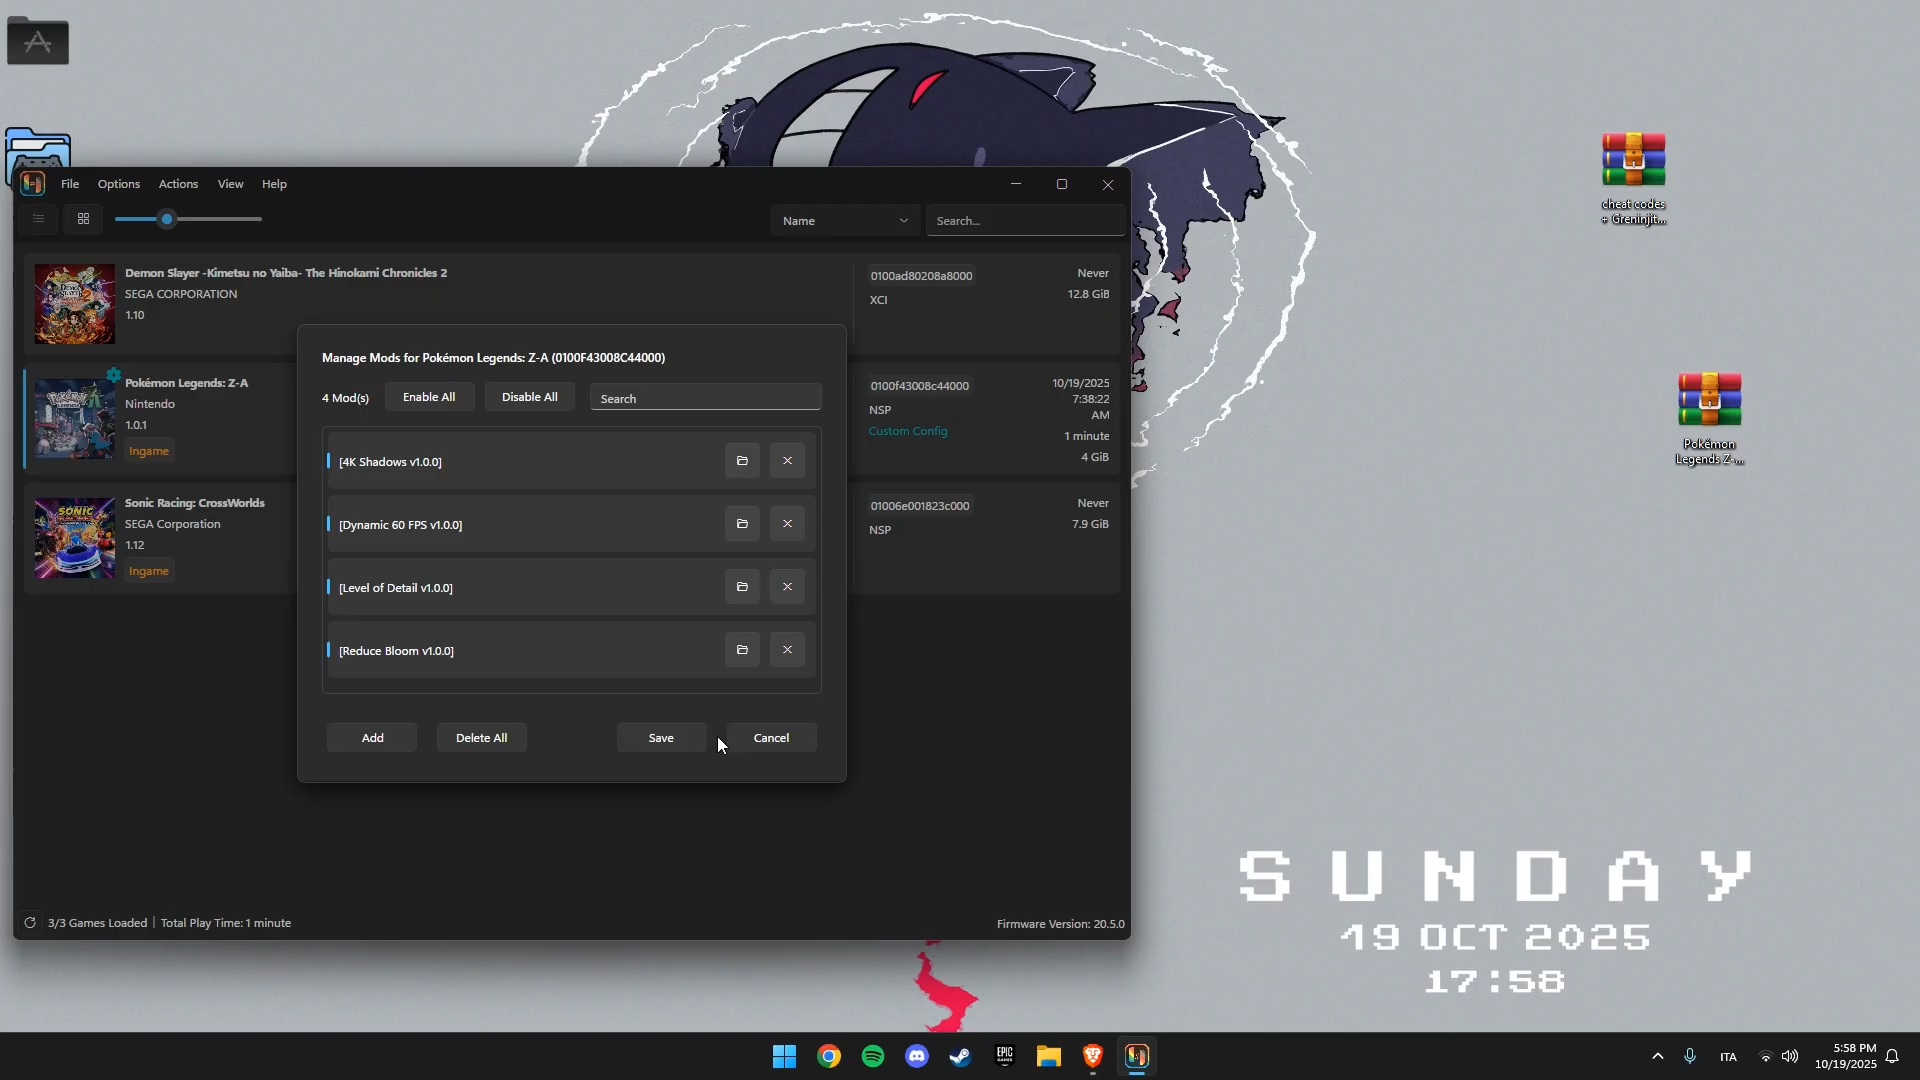 File Options Actions View Help
Name
Search...
Demon Slayer -Kimetsu no Yaiba- The Hinokami Chronicles 2
SEGA CORPORATION
1.10
0100ad80208a8000
XCI
Never
12.8 GiB
Pokémon Legends: Z-A
Nintendo
1.0.1
Ingame
0100f43008c44000
NSP
Custom Config
10/19/2025
7:38:22
AM
1 minute
4 GiB
Sonic Racing: CrossWorlds
SEGA Corporation
1.12
Ingame
01006e001823c000
NSP
Never
7.9 GiB
Manage Mods for Pokémon Legends: Z-A (0100F43008C44000)
4 Mod(s)
Enable All
Disable All
Search
[4K Shadows v1.0.0]
[Dynamic 60 FPS v1.0.0]
[Level of Detail v1.0.0]
[Reduce Bloom v1.0.0]
Add
Delete All
Save
Cancel
3/3 Games Loaded | Total Play Time: 1 minute
Firmware Version: 20.5.0
cheat codes
+ Greninjit...
Pokémon
Legends Z-...
SUNDAY
19 OCT 2025
17:58
EPIC
GAMES
ITA
5:58 PM
10/19/2025